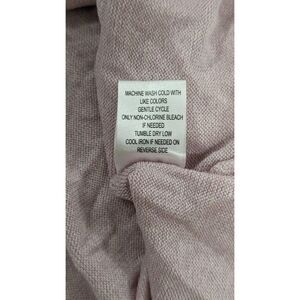 MACHINE WASH COLD WITH
LIKE COLORS
GENTLE CYCLE
ONLY NON-CHLORINE BLEACH
IF NEEDED
TUMBLE DRY LOW
COOL IRON IF NEEDED ON
REVERSE SIDE